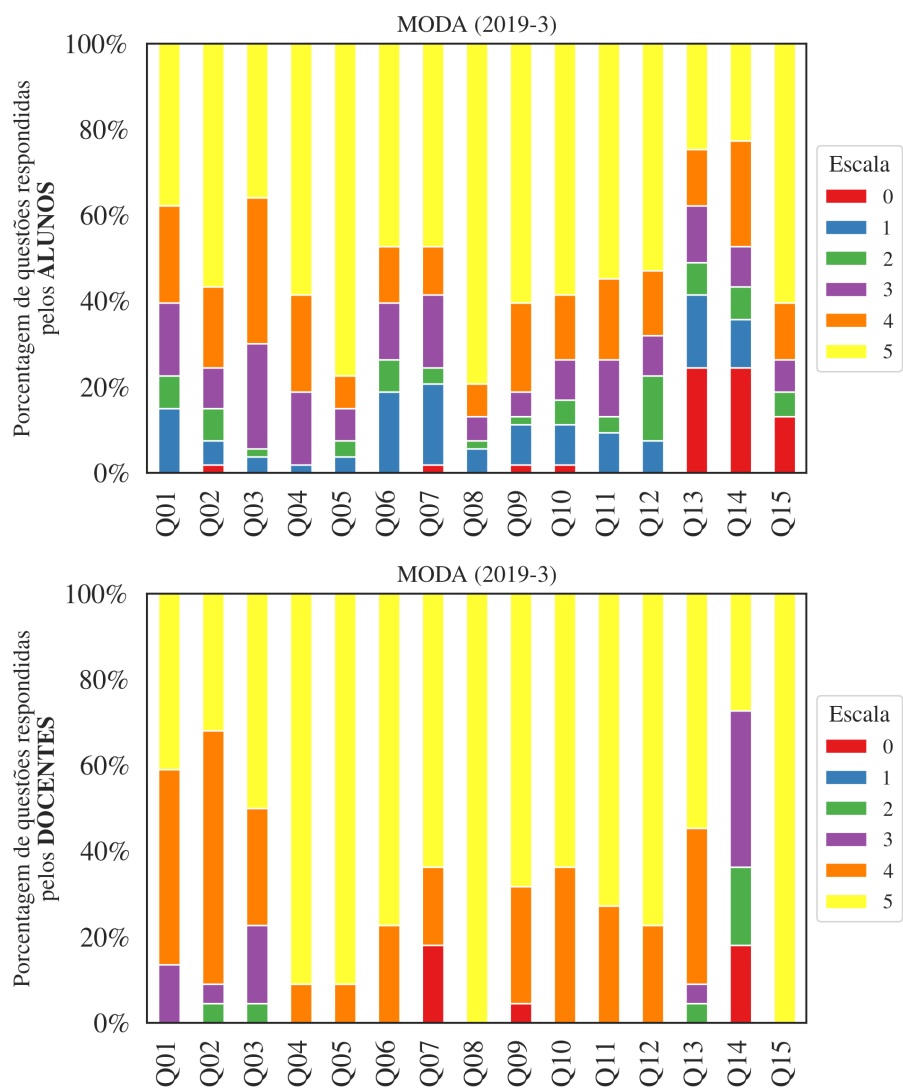 MODA (2019-3)
100%
80%
60%
40%
20%
0%
Porcentagem de questões respondidas
pelos ALUNOS
Q01 Q02 Q03 Q04 Q05 Q06 Q07 Q08 Q09 Q10 Q11 Q12 Q13 Q14 Q15
Escala
0
1
2
3
4
5
MODA (2019-3)
100%
80%
60%
40%
20%
0%
Porcentagem de questões respondidas
pelos DOCENTES
Q01 Q02 Q03 Q04 Q05 Q06 Q07 Q08 Q09 Q10 Q11 Q12 Q13 Q14 Q15
Escala
0
1
2
3
4
5